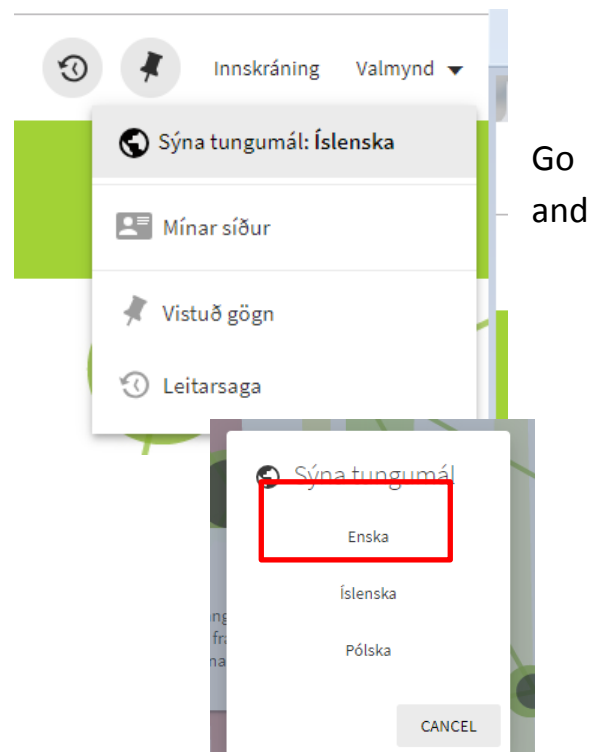 Innskráning Valmynd
Sýna tungumál: Íslenska
Go
and
Mínar síður
Vistuð gögn
Leitarsaga
Sýna tungumál
Enska
Íslenska
Pólska
CANCEL